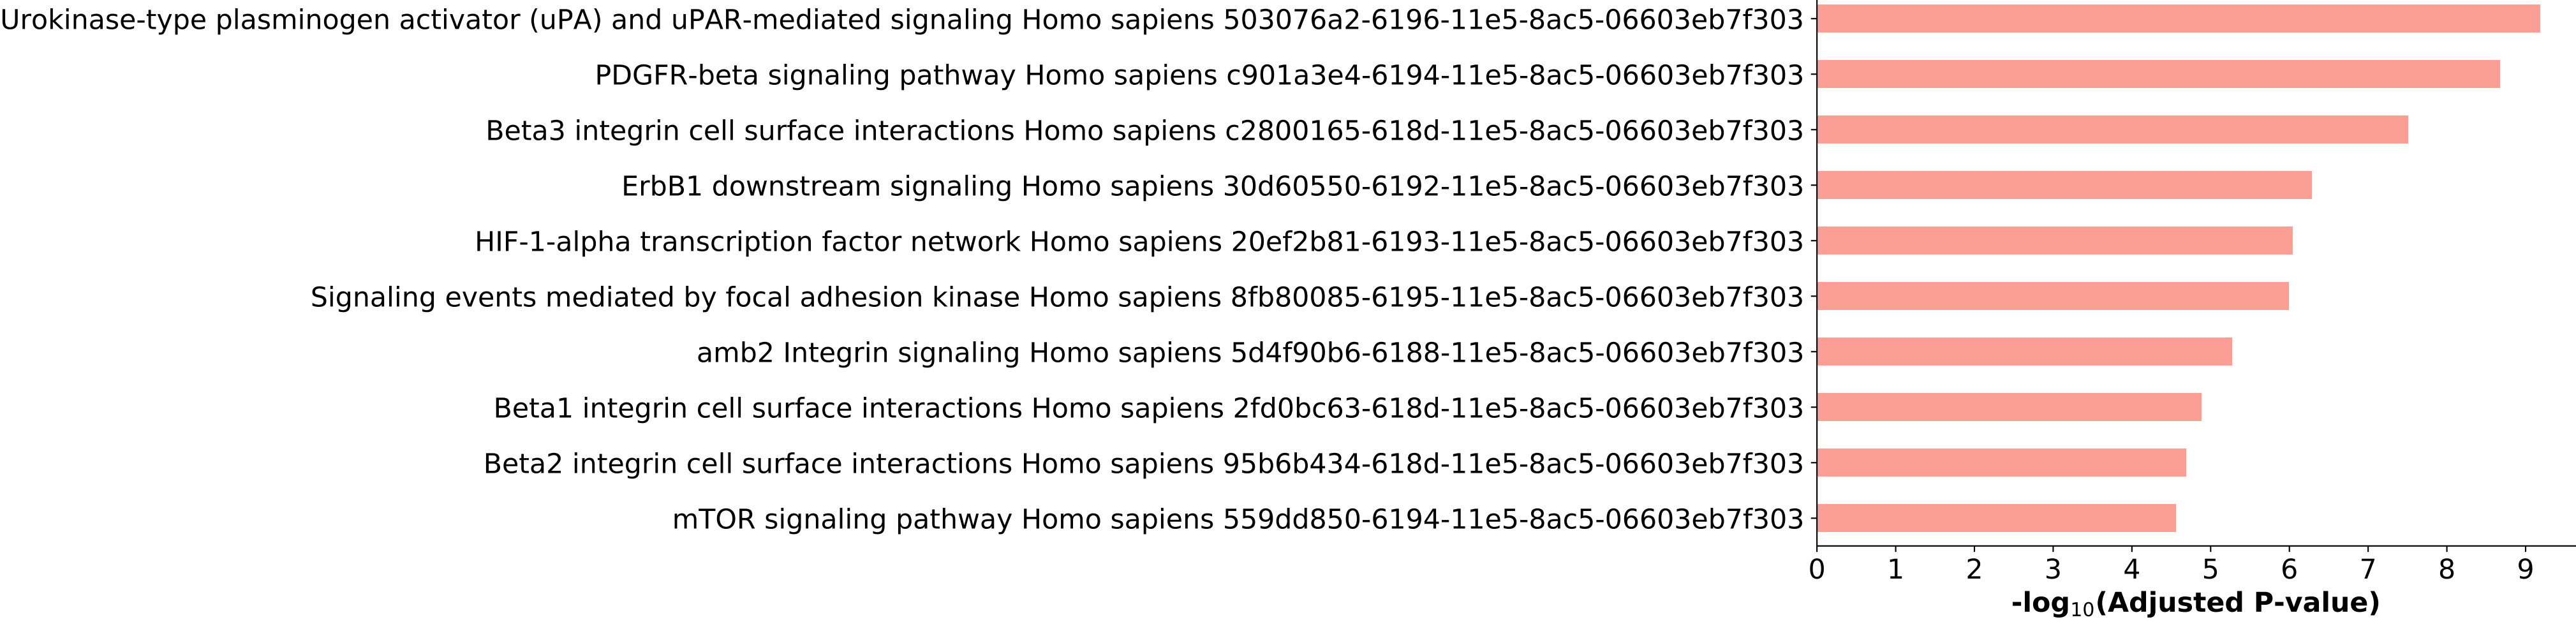 Urokinase-type plasminogen activator (uPA) and uPAR-mediated signaling Homo sapiens 503076a2-6196-11e5-8ac5-06603eb7f303
PDGFR-beta signaling pathway Homo sapiens c901a3e4-6194-11e5-8ac5-06603eb7f303
Beta3 integrin cell surface interactions Homo sapiens c2800165-618d-11e5-8ac5-06603eb7f303
ErbB1 downstream signaling Homo sapiens 30d60550-6192-11e5-8ac5-06603eb7f303
HIF-1-alpha transcription factor network Homo sapiens 20ef2b81-6193-11e5-8ac5-06603eb7f303
Signaling events mediated by focal adhesion kinase Homo sapiens 8fb80085-6195-11e5-8ac5-06603eb7f303
amb2 Integrin signaling Homo sapiens 5d4f90b6-6188-11e5-8ac5-06603eb7f303
Beta1 integrin cell surface interactions Homo sapiens 2fd0bc63-618d-11e5-8ac5-06603eb7f303
Beta2 integrin cell surface interactions Homo sapiens 95b6b434-618d-11e5-8ac5-06603eb7f303
mTOR signaling pathway Homo sapiens 559dd850-6194-11e5-8ac5-06603eb7f303
0 1 2 3 4 5 6 7 8 9
-log₁₀(Adjusted P-value)